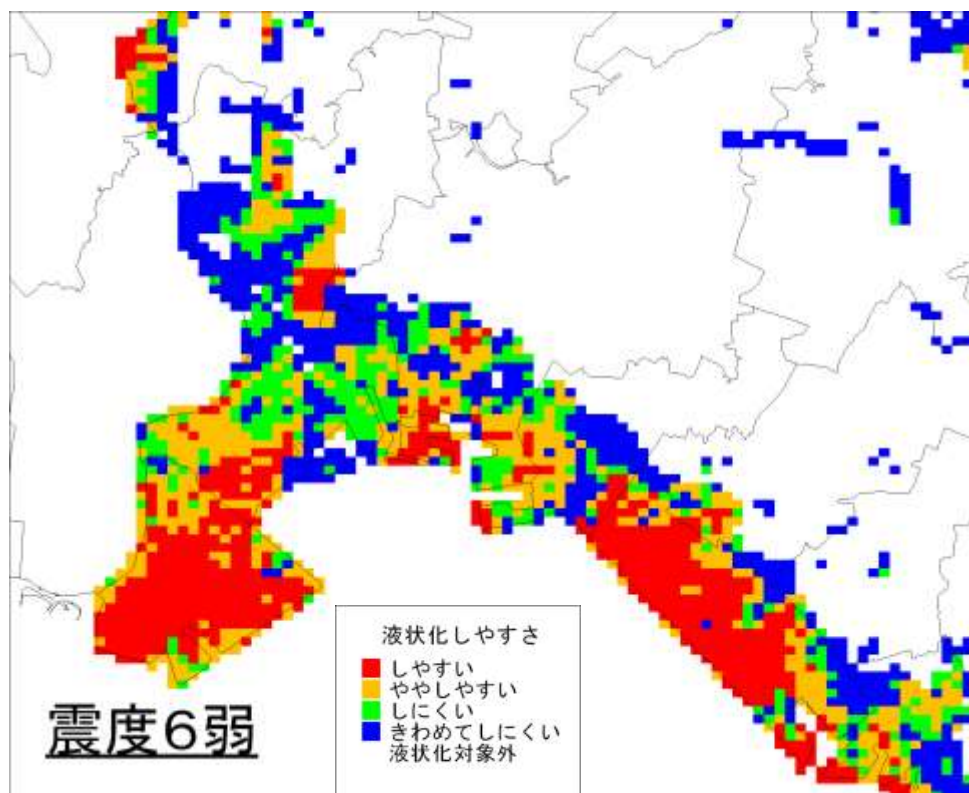 液状化しやすさ
しやすい
ややしやすい
しにくい
きわめてしにくい
液状化対象外
震度6弱